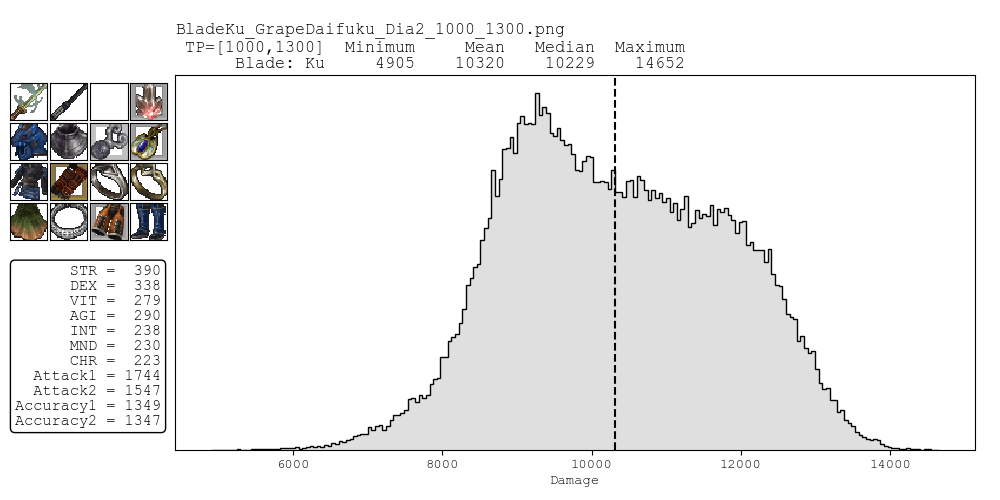 BladeKu_GrapeDaifuku_Dia2_1000_1300.png
TP=[1000,1300] Minimum Mean Median Maximum
Blade: Ku 4905 10320 10229 14652
STR = 390
DEX = 338
VIT = 279
AGI = 290
INT = 238
MND = 230
CHR = 223
Attack1 = 1744
Attack2 = 1547
Accuracy1 = 1349
Accuracy2 = 1347
6000 8000 10000 12000 14000
Damage